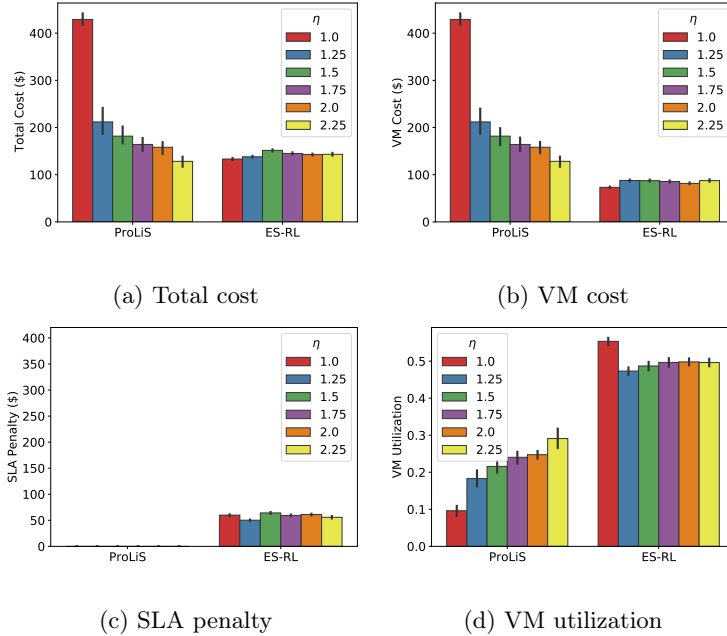 Total Cost ($)
400
300
200
100
0
ProLiS
ES-RL
η
1.0
1.25
1.5
1.75
2.0
2.25
(a) Total cost
VM Cost ($)
400
300
200
100
0
ProLiS
ES-RL
η
1.0
1.25
1.5
1.75
2.0
2.25
(b) VM cost
SLA Penalty ($)
400
350
300
250
200
150
100
50
0
ProLiS
ES-RL
η
1.0
1.25
1.5
1.75
2.0
2.25
(c) SLA penalty
VM Utilization
0.5
0.4
0.3
0.2
0.1
0.0
ProLiS
ES-RL
η
1.0
1.25
1.5
1.75
2.0
2.25
(d) VM utilization